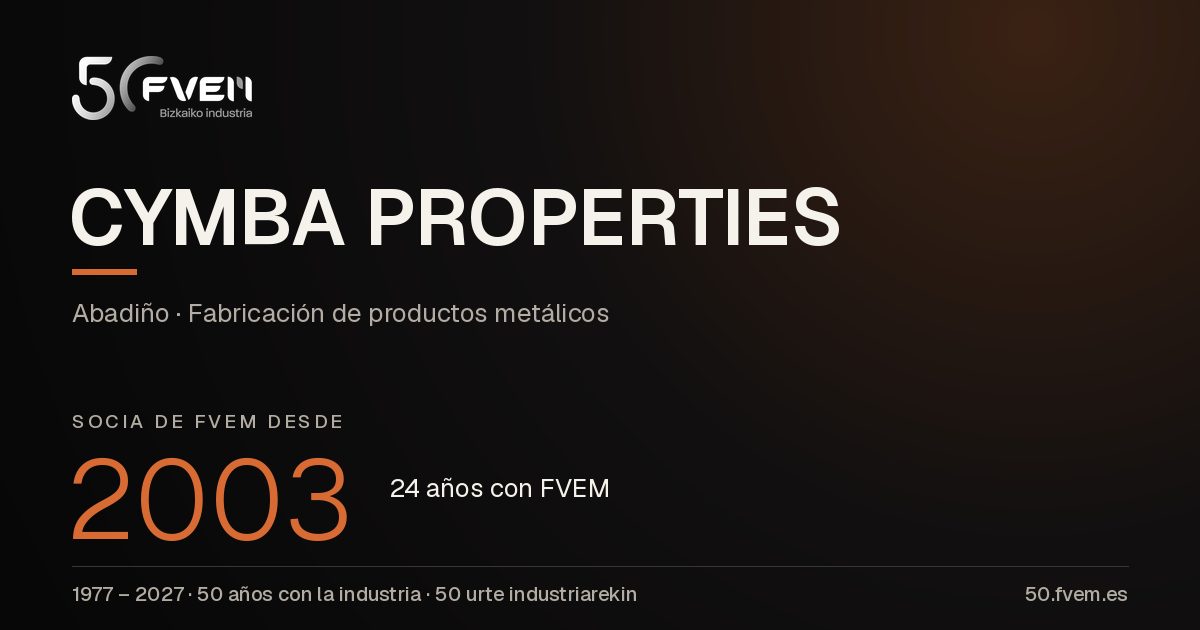 50 FVEM
Bizkaiko industria
CYMBA PROPERTIES
Abadiño · Fabricación de productos metálicos
SOCIA DE FVEM DESDE
2003
24 años con FVEM
1977 – 2027 · 50 años con la industria · 50 urte industriarekin
50.fvem.es